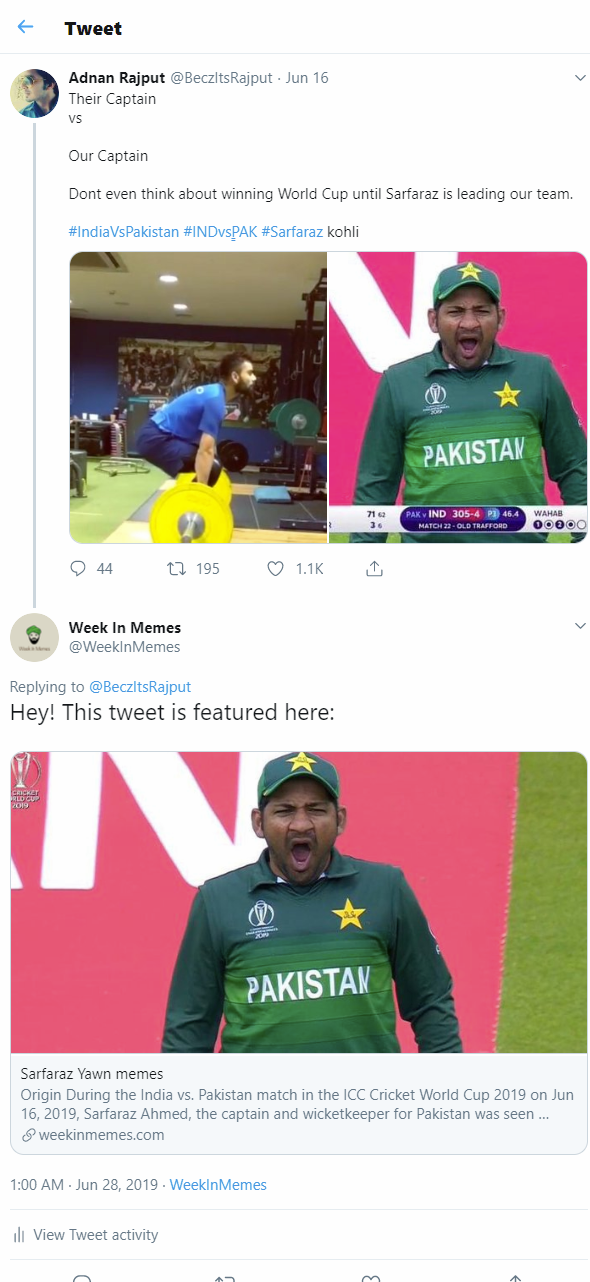 Tweet
Adnan Rajput @BeczItsRajput · Jun 16
Their Captain
vs
Our Captain
Dont even think about winning World Cup until Sarfaraz is leading our team.
#IndiaVsPakistan #INDvsPAK #Sarfaraz kohli
PAKISTAN
71 62
3 6
PAK v IND 305-4 P3 46.4
MATCH 22 - OLD TRAFFORD
WAHAB
1 2
44
195
1.1K
Week In Memes
@WeekInMemes
Replying to @BeczItsRajput
Hey! This tweet is featured here:
CRICKET
WORLD CUP
2019
2019
PAKISTAN
Sarfaraz Yawn memes
Origin During the India vs. Pakistan match in the ICC Cricket World Cup 2019 on Jun
16, 2019, Sarfaraz Ahmed, the captain and wicketkeeper for Pakistan was seen ...
weekinmemes.com
1:00 AM · Jun 28, 2019 · WeekInMemes
View Tweet activity